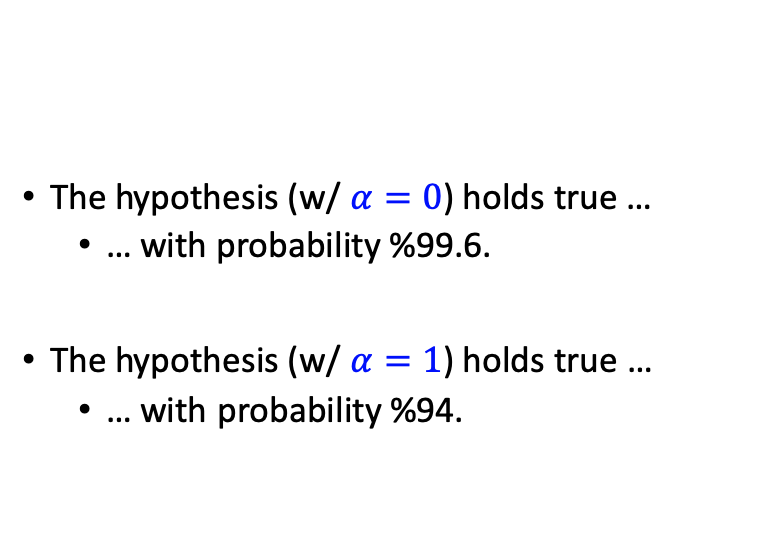 • The hypothesis (w/ 𝛼 = 0) holds true ...
• ... with probability %99.6.
• The hypothesis (w/ 𝛼 = 1) holds true ...
• ... with probability %94.